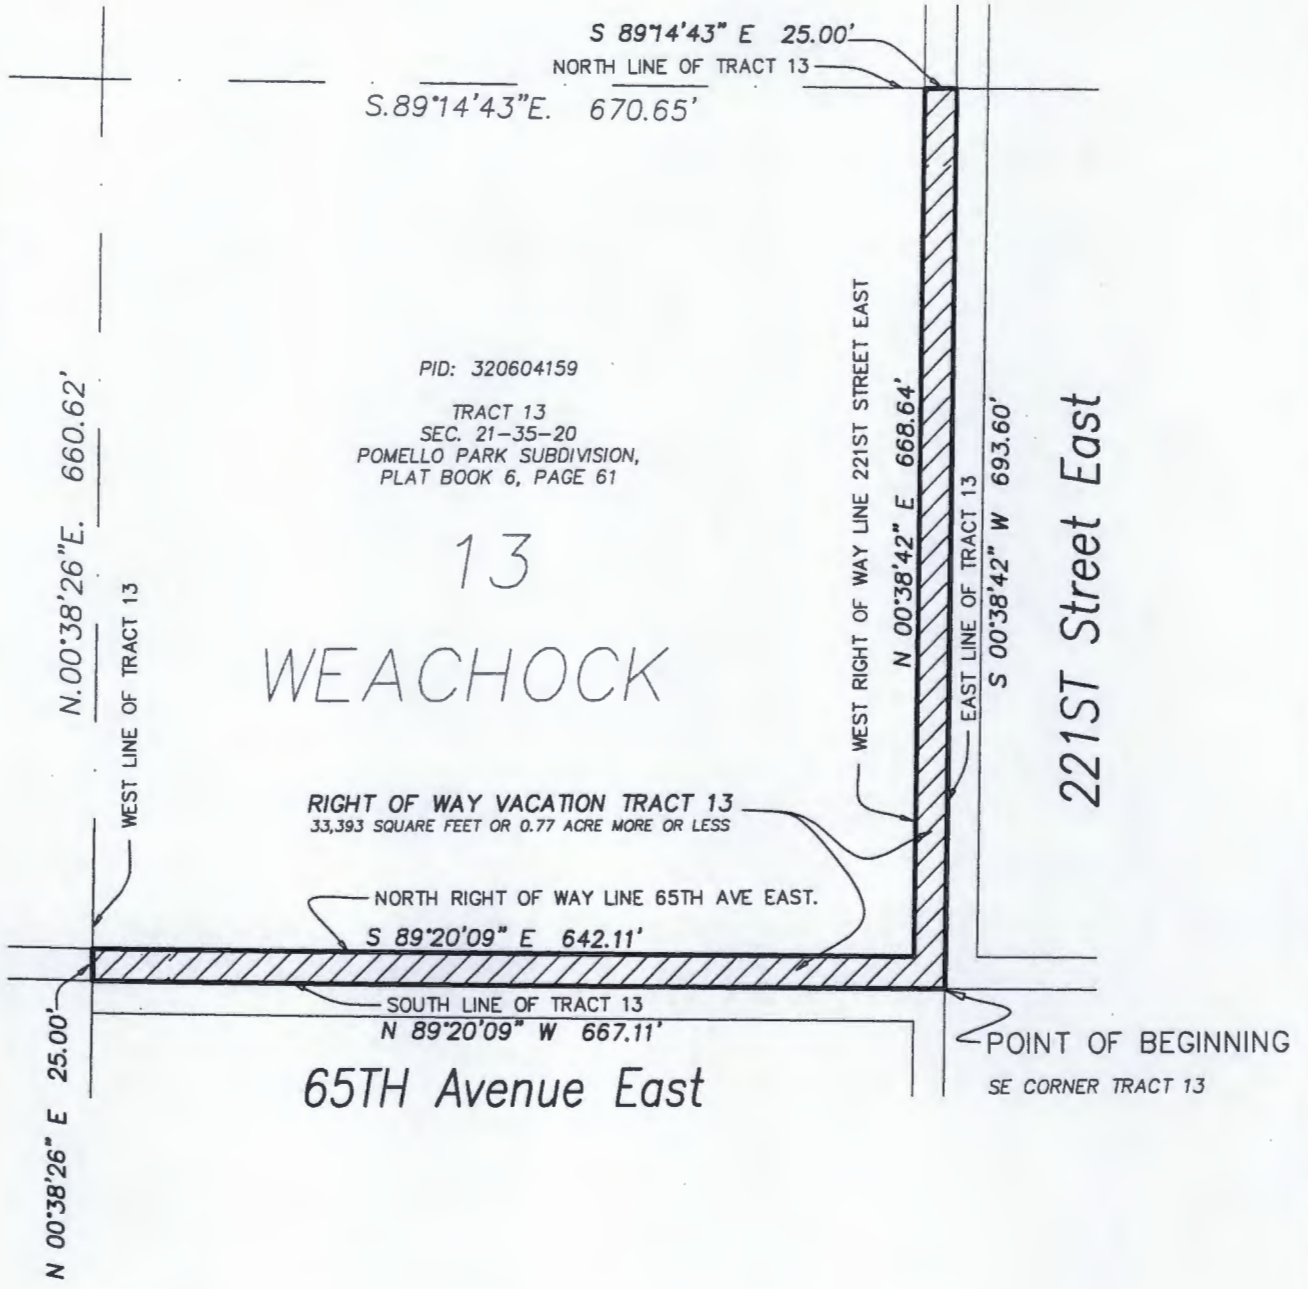 S 89°14'43" E 25.00'
NORTH LINE OF TRACT 13
S.89°14'43"E. 670.65'
N.00°38'26"E. 660.62'
WEST LINE OF TRACT 13
PID: 320604159
TRACT 13
SEC. 21-35-20
POMELLO PARK SUBDIVISION,
PLAT BOOK 6, PAGE 61
13
WEACHOCK
WEST RIGHT OF WAY LINE 221ST STREET EAST
N 00°38'42" E 668.64'
EAST LINE OF TRACT 13
S 00°38'42" W 693.60'
221ST Street East
RIGHT OF WAY VACATION TRACT 13
33,393 SQUARE FEET OR 0.77 ACRE MORE OR LESS
NORTH RIGHT OF WAY LINE 65TH AVE EAST.
S 89°20'09" E 642.11'
SOUTH LINE OF TRACT 13
N 89°20'09" W 667.11'
N 00°38'26" E 25.00'
65TH Avenue East
POINT OF BEGINNING
SE CORNER TRACT 13